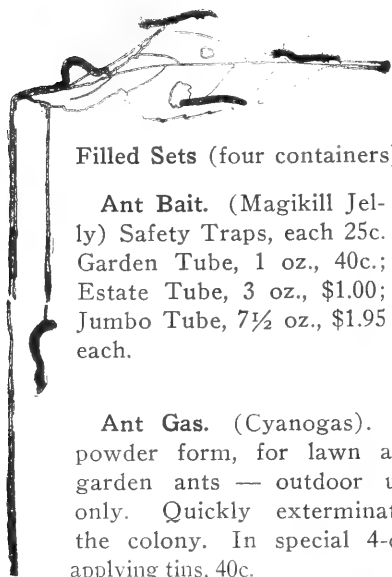 Filled Sets (four containers)
Ant Bait. (Magikill Jel-
ly) Safety Traps, each 25c.
Garden Tube, 1 oz., 40c.;
Estate Tube, 3 oz., $1.00;
Jumbo Tube, 7½ oz., $1.95
each.
Ant Gas. (Cyanogas).
powder form, for lawn
garden ants — outdoor
only. Quickly
the colony. In special
applying tins, 40c.